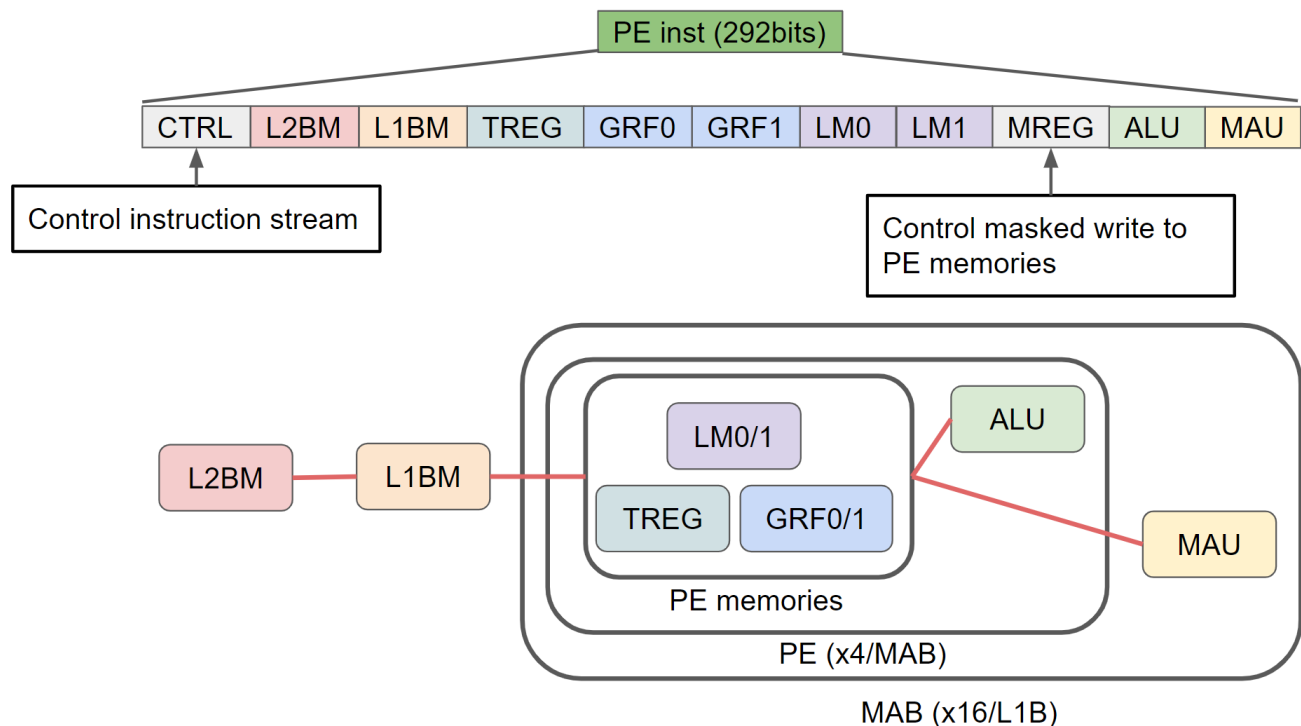 PE inst (292bits)
CTRL L2BM L1BM TREG GRF0 GRF1 LM0 LM1 MREG ALU MAU
Control instruction stream
Control masked write to
PE memories
LM0/1
ALU
L2BM
L1BM
TREG
GRF0/1
MAU
PE memories
PE (x4/MAB)
MAB (x16/L1B)